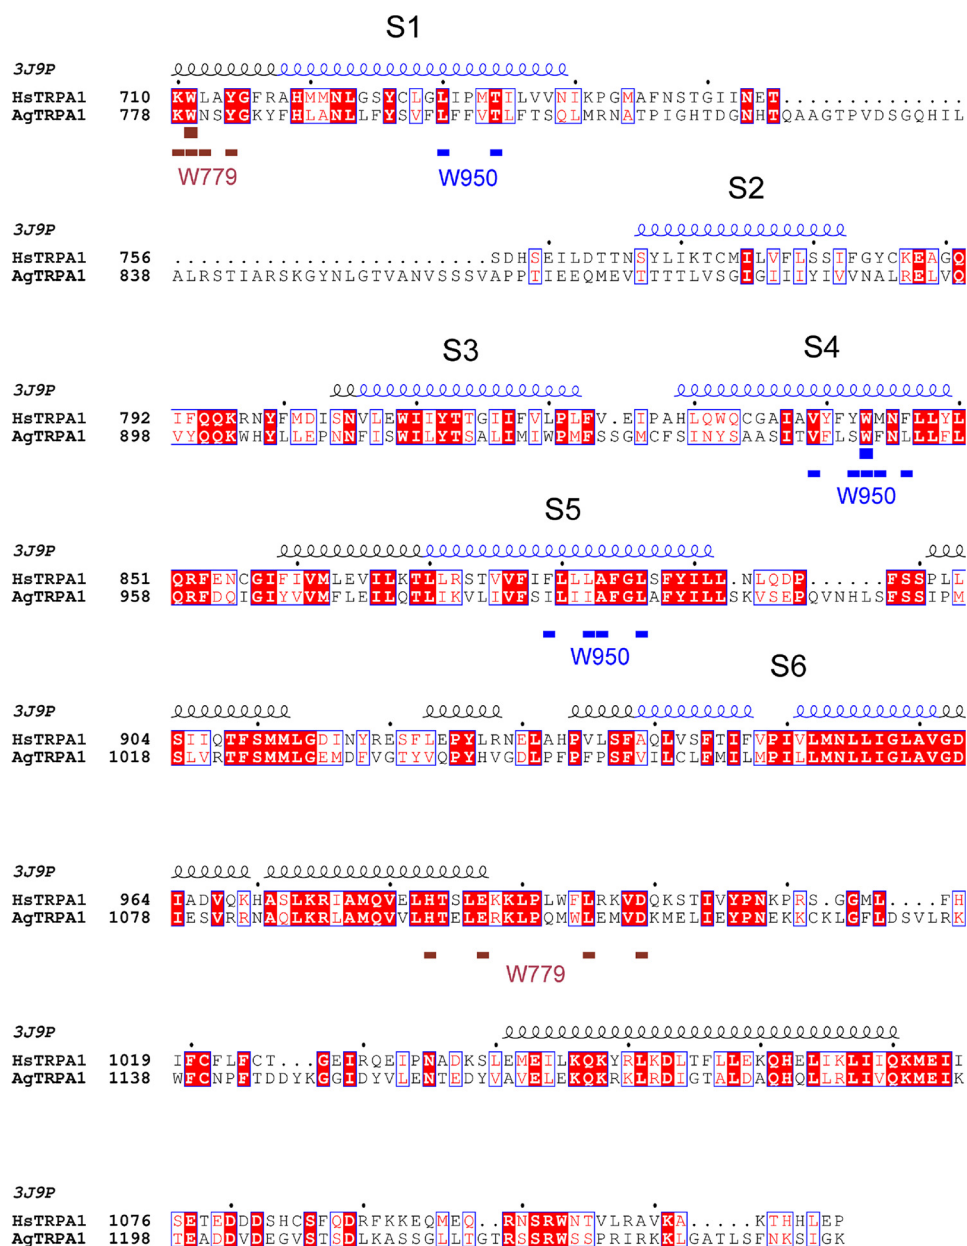 S1
3J9P
HsTRPA1 710 KWLAYGFRAHMMNLGSYCLGLIPMTILVVNIKPGMAFNSTGIINET..............
AgTRPA1 778 KWNSYGKYFHLANLLFYSVFLFFVTLFTSQLMRNATPIGHTDGNHTQAAGTPVDSGQHIL
W779 W950
S2
3J9P
HsTRPA1 756 ........................SDHSEILDTTNSYLIKTCMILVFLSSIFGYCKEAGQ
AgTRPA1 838 ALRSTIARSKGYNLGTVANVSSSVAPPTIEEQMEVTTTTLVSGIGIIIYIVVNALRELVQ
S3 S4
3J9P
HsTRPA1 792 IFQQKRNYFMDISNVLEWIIYTTGIIFVLPLFV.EIPAHLQWQCGAIAVYFYWMNFLLYL
AgTRPA1 898 VYQQKWHYLLEPNNFISWILYTSALIMIWPMFSSGMCFSINYSAASITVFLSWFNLLLFL
W950
S5
3J9P
HsTRPA1 851 QRFENCGIFIVMLEVILKTLLRSTVVFIFLLLAFGLSFYILL.NLQDP......FSSPLL
AgTRPA1 958 QRFDQIGIYVVMFLEILQTLIKVLIVFSILIIAFGLAFYILLSKVSEPQVNHLSFSSIPM
W950
S6
3J9P
HsTRPA1 904 SIIQTFSMMLGDINYRESFLEPYLRNELAHPVLSFAQLVSFTIFVPIVLMNLLIGLAVGD
AgTRPA1 1018 SLVRTFSMMLGEMDFVGTYVQPYHVGDLPFPFPSFVILCLFMILMPILLMNLLIGLAVGD
3J9P
HsTRPA1 964 IADVQKHASLKRIAMQVELHTSLEKKLPLWFLRKVDQKSTIVYPNKPRS.GGML....FH
AgTRPA1 1078 IESVRRNAQLKRLAMQVVLHTELERKLPQMWLEMVDKMELIEYPNEKKCKLGFLDSVLRK
W779
3J9P
HsTRPA1 1019 IFCFLFCT...GEIRQEIPNADKSLEMEILKQKYRLKDLTFLLEKQHELIKLIIQKMEII
AgTRPA1 1138 WFCNPFTDDYKGGIDYVLENTEDYVAVELEKQKRKLRDIGTALDAQHQLLRLIVQKMEIK
3J9P
HsTRPA1 1076 SETEDDDSHCSFQDRFKKEQMEQ..RNSRWNTVLRAVKA.....KTHHLEP
AgTRPA1 1198 TEADDVDEGVSTSDLKASSGLLTGTRSSRWSSPRIRKKLGATLSFNKSIGK